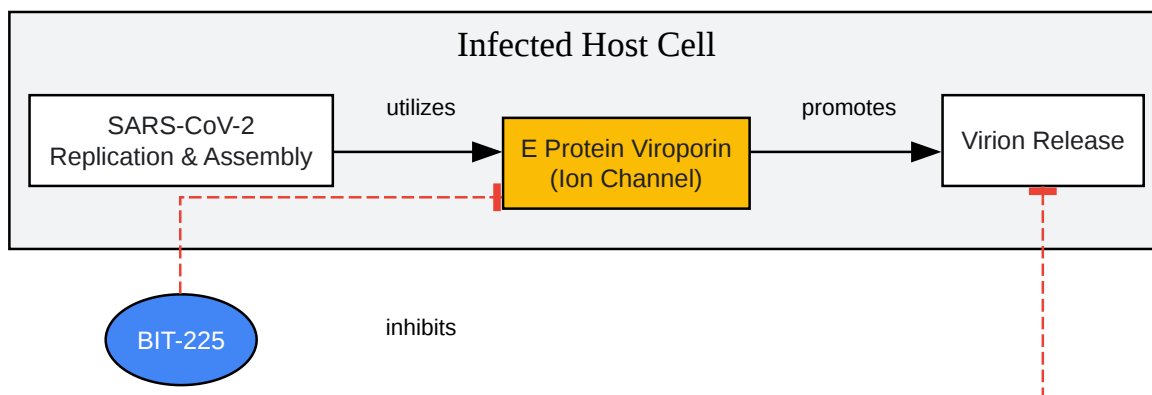 Infected Host Cell
utilizes
promotes
SARS-CoV-2
Replication & Assembly
E Protein Viroporin
(Ion Channel)
Virion Release
BIT-225
inhibits